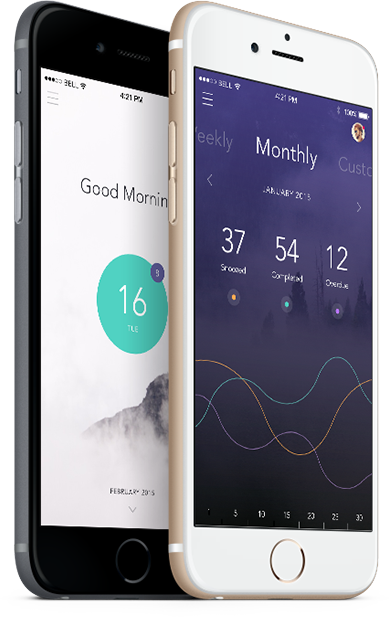 BELL
4:21 PM
Good Mornin
8
16
TUE
FEBRUARY 2015
BELL
4:21 PM
100%
eekly
Monthly
Custo
JANUARY 2015
37
54
12
Snoozed
Completed
Overdue
5
10
15
20
25
30